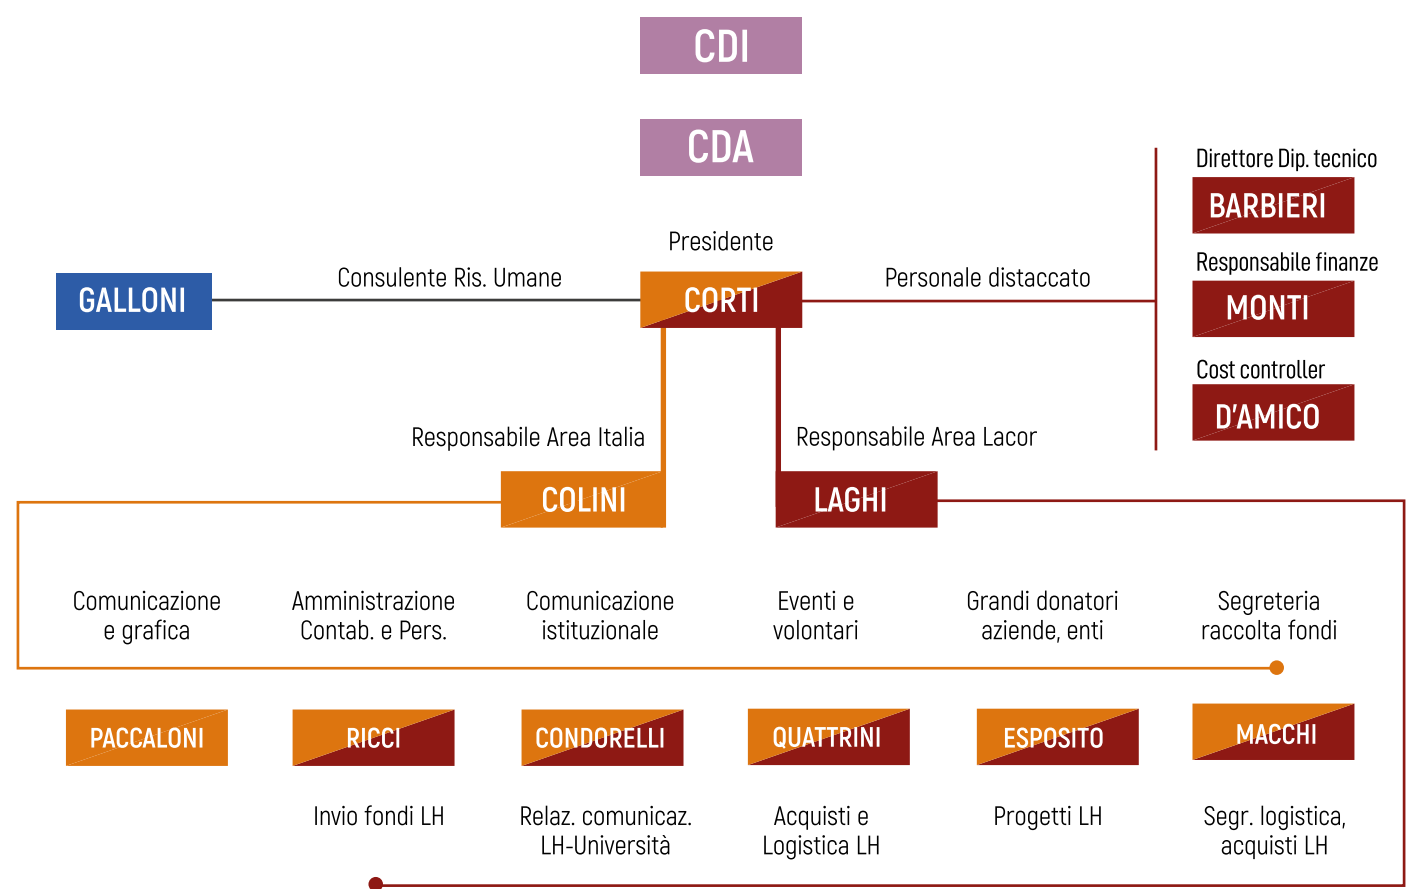 CDI
CDA
Presidente
CORTI
Consulente Ris. Umane
GALLONI
Personale distaccato
Direttore Dip. tecnico
BARBIERI
Responsabile finanze
MONTI
Cost controller
D'AMICO
Responsabile Area Italia
COLINI
Responsabile Area Lacor
LAGHI
Comunicazione
e grafica
Amministrazione
Contab. e Pers.
Comunicazione
istituzionale
Eventi e
volontari
Grandi donatori
aziende, enti
Segreteria
raccolta fondi
PACCALONI
RICCI
CONDORELLI
QUATTRINI
ESPOSITO
MACCHI
Invio fondi LH
Relaz. comunicaz.
LH-Università
Acquisti e
Logistica LH
Progetti LH
Segr. logistica,
acquisti LH